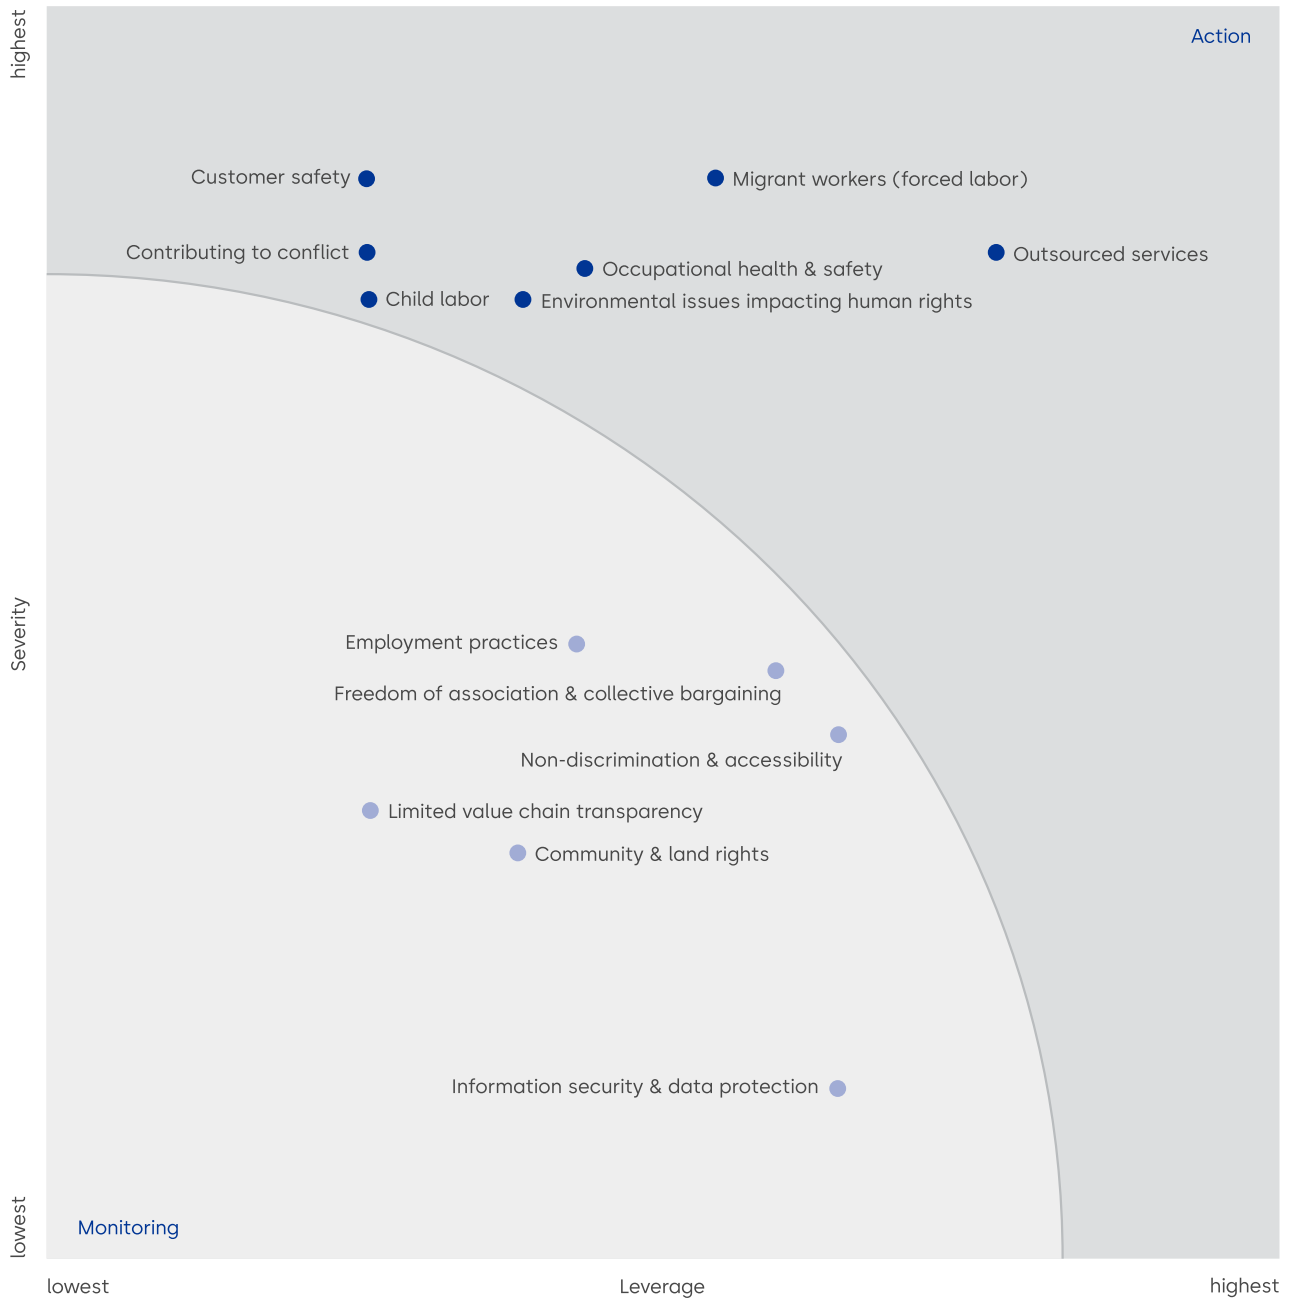 highest
Action
Customer safety
Migrant workers (forced labor)
Contributing to conflict
Outsourced services
Occupational health & safety
Child labor
Environmental issues impacting human rights
Severity
Employment practices
Freedom of association & collective bargaining
Non-discrimination & accessibility
Limited value chain transparency
Community & land rights
Information security & data protection
lowest
Monitoring
lowest
Leverage
highest